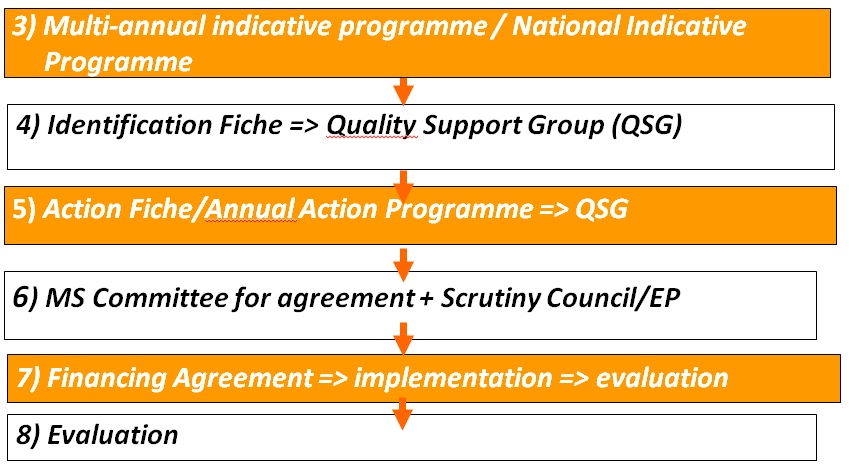 3) Multi-annual indicative programme / National Indicative
Programme
4) Identification Fiche => Quality Support Group (QSG)
5) Action Fiche/Annual Action Programme => QSG
6) MS Committee for agreement + Scrutiny Council/EP
7) Financing Agreement => implementation => evaluation
8) Evaluation